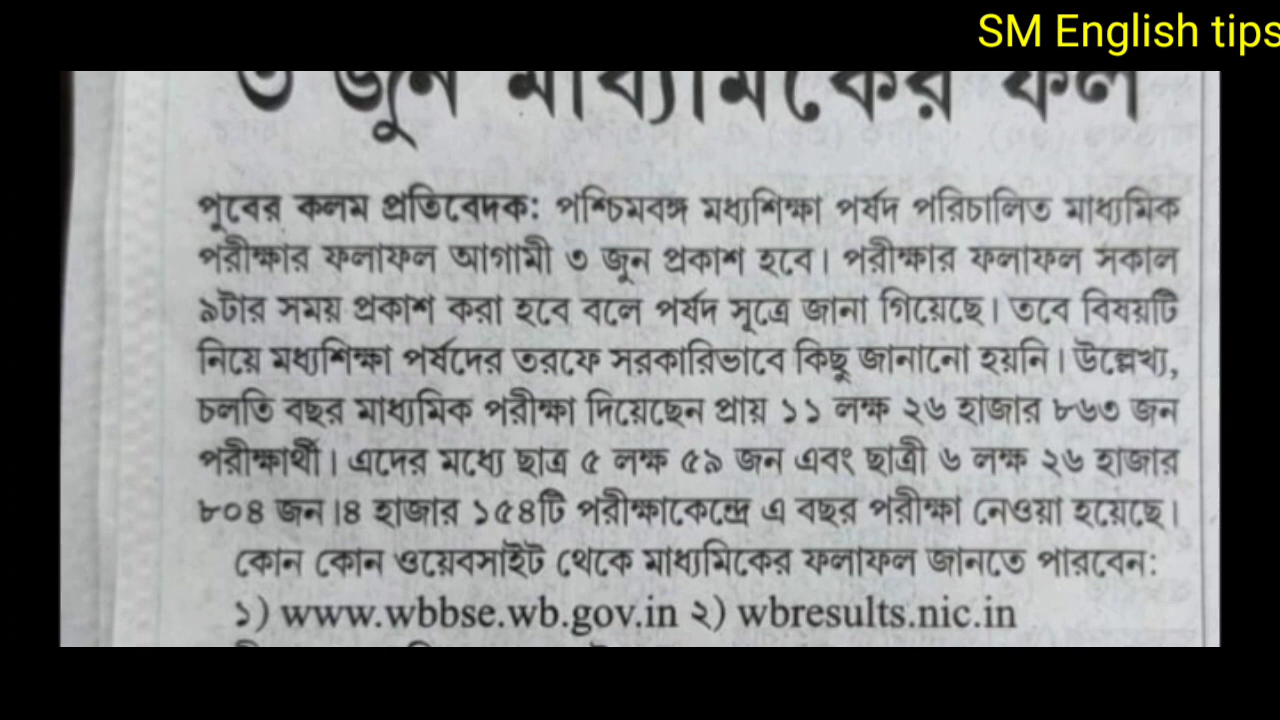 SM English tips
৩ জুন মাধ্যমিকের ফল
পুবের কলম প্রতিবেদক: পশ্চিমবঙ্গ মধ্যশিক্ষা পর্ষদ পরিচালিত মাধ্যমিক
পরীক্ষার ফলাফল আগামী ৩ জুন প্রকাশ হবে। পরীক্ষার ফলাফল সকাল
৯টার সময় প্রকাশ করা হবে বলে পর্ষদ সূত্রে জানা গিয়েছে। তবে বিষয়টি
নিয়ে মধ্যশিক্ষা পর্ষদের তরফে সরকারিভাবে কিছু জানানো হয়নি। উল্লেখ্য,
চলতি বছর মাধ্যমিক পরীক্ষা দিয়েছেন প্রায় ১১ লক্ষ ২৬ হাজার ৮৬৩ জন
পরীক্ষার্থী। এদের মধ্যে ছাত্র ৫ লক্ষ ৫৯ জন এবং ছাত্রী ৬ লক্ষ ২৬ হাজার
৮০৪ জন।৪ হাজার ১৫৪টি পরীক্ষাকেন্দ্রে এ বছর পরীক্ষা নেওয়া হয়েছে।
কোন কোন ওয়েবসাইট থেকে মাধ্যমিকের ফলাফল জানতে পারবেন:
১) www.wbbse.wb.gov.in ২) wbresults.nic.in